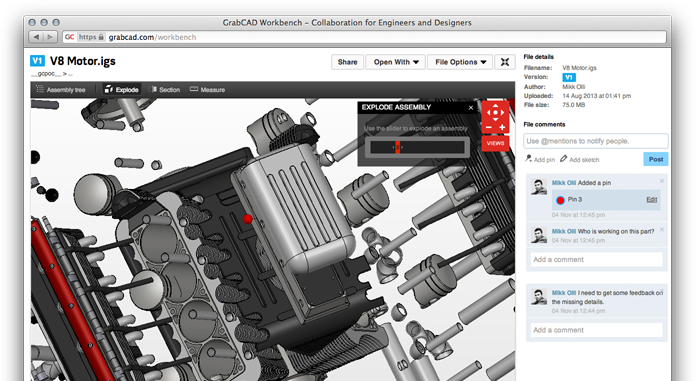 GrabCAD Workbench – Collaboration for Engineers and Designers
GC https grabcad.com/workbench
V1 V8 Motor.igs
__gcpoc__ > ...
Share Open With File Options
Assembly tree Explode Section Measure
EXPLODE ASSEMBLY
Use the slider to explode an assembly
VIEWS
File details
Filename: V8 Motor.igs
Version: V1
Author: Mikk Olli
Uploaded: 14 Aug 2013 at 01:41 pm
File size: 75.0 MB
File comments
Use @mentions to notify people.
Add pin Add sketch Post
Mikk Olli Added a pin
Pin 3 Edit
04 Nov at 12:45 pm
Mikk Olli Who is working on this part?
04 Nov at 12:45 pm
Add a comment
Mikk Olli I need to get some feedback on
the missing details.
04 Nov at 12:44 pm
Add a comment